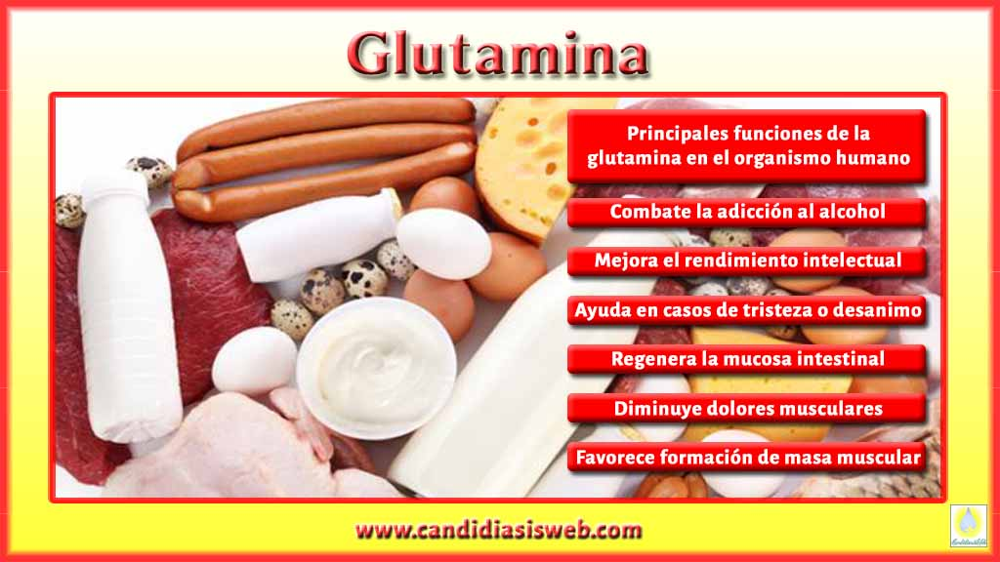 Glutamina
Principales funciones de la
glutamina en el organismo humano
Combate la adicción al alcohol
Mejora el rendimiento intelectual
Ayuda en casos de tristeza o desanimo
Regenera la mucosa intestinal
Diminuye dolores musculares
Favorece formación de masa muscular
www.candidiasisweb.com